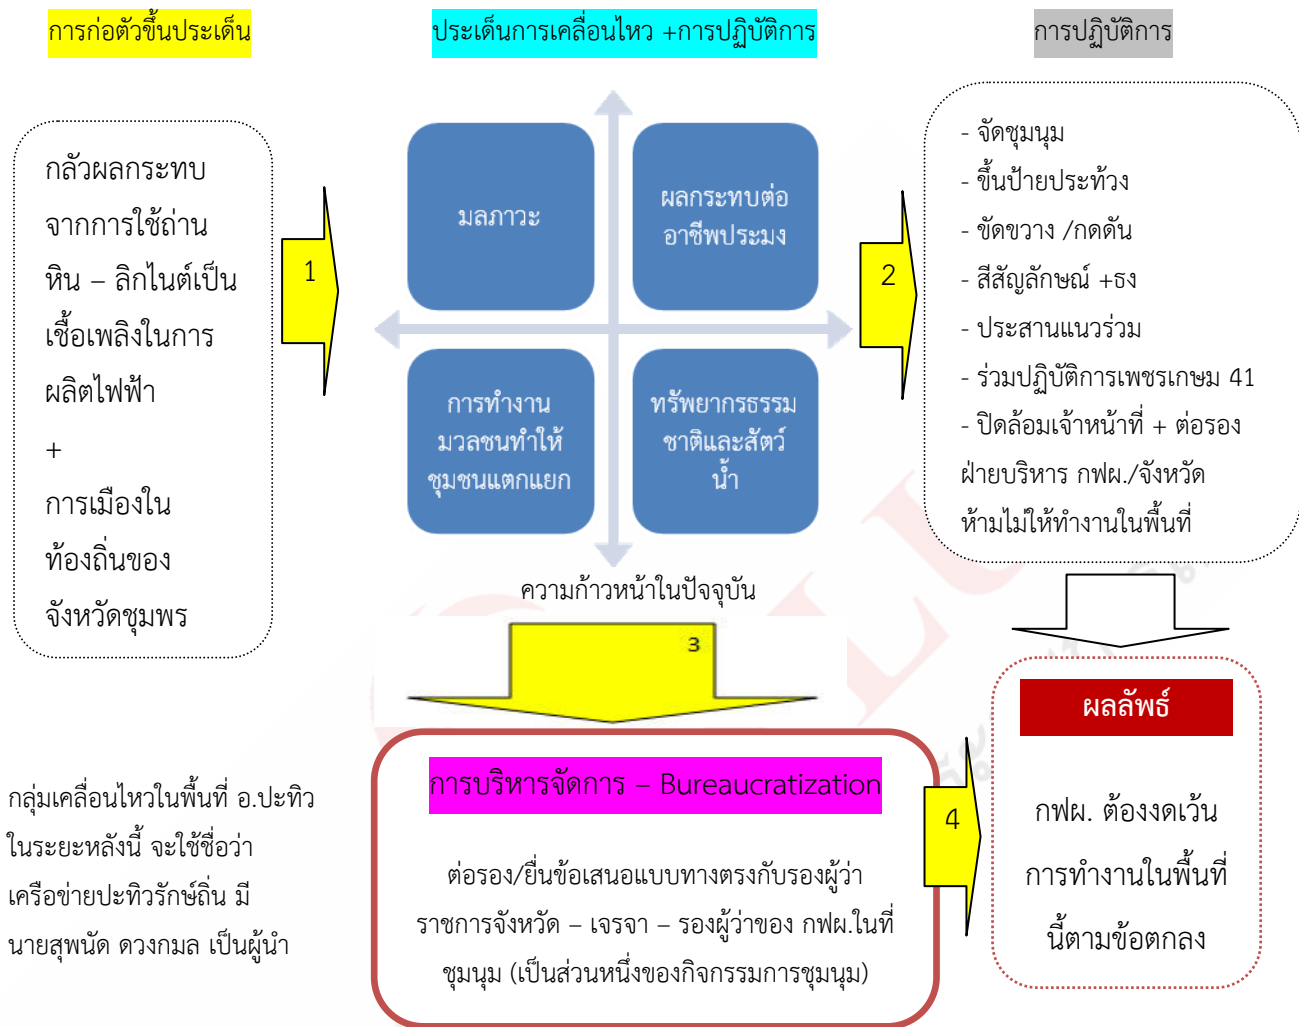 การก่อตัวขึ้นประเด็น
ประเด็นการเคลื่อนไหว +การปฏิบัติการ
การปฏิบัติการ
กลัวผลกระทบ
จากการใช้ถ่าน
หิน – ลิกไนต์เป็น
เชื้อเพลิงในการ
ผลิตไฟฟ้า
+
การเมืองใน
ท้องถิ่นของ
จังหวัดชุมพร
1
มลภาวะ
ผลกระทบต่อ
อาชีพประมง
การทำงาน
มวลชนทำให้
ชุมชนแตกแยก
ทรัพยากรธรรม
ชาติและสัตว์
น้ำ
2
- จัดชุมนุม
- ขึ้นป้ายประท้วง
- ขัดขวาง /กดดัน
- สีสัญลักษณ์ +ธง
- ประสานแนวร่วม
- ร่วมปฏิบัติการเพชรเกษม 41
- ปิดล้อมเจ้าหน้าที่ + ต่อรอง
ฝ่ายบริหาร กฟผ./จังหวัด
ห้ามไม่ให้ทำงานในพื้นที่
ความก้าวหน้าในปัจจุบัน
3
การบริหารจัดการ – Bureaucratization
ต่อรอง/ยื่นข้อเสนอแบบทางตรงกับรองผู้ว่า
ราชการจังหวัด – เจรจา – รองผู้ว่าของ กฟผ.ในที่
ชุมนุม (เป็นส่วนหนึ่งของกิจกรรมการชุมนุม)
4
ผลลัพธ์
กฟผ. ต้องงดเว้น
การทำงานในพื้นที่
นี้ตามข้อตกลง
กลุ่มเคลื่อนไหวในพื้นที่ อ.ปะทิว
ในระยะหลังนี้ จะใช้ชื่อว่า
เครือข่ายปะทิวรักษ์ถิ่น มี
นายสุพนัด ดวงกมล เป็นผู้นำ